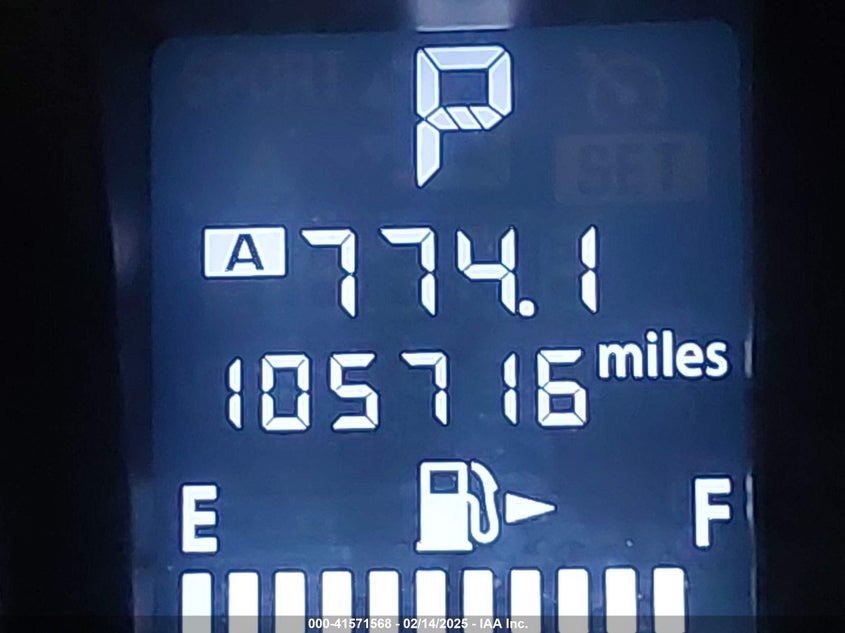 P
A 774.1
105716 miles
E F
000-41571568 - 02/14/2025 - IAA Inc.